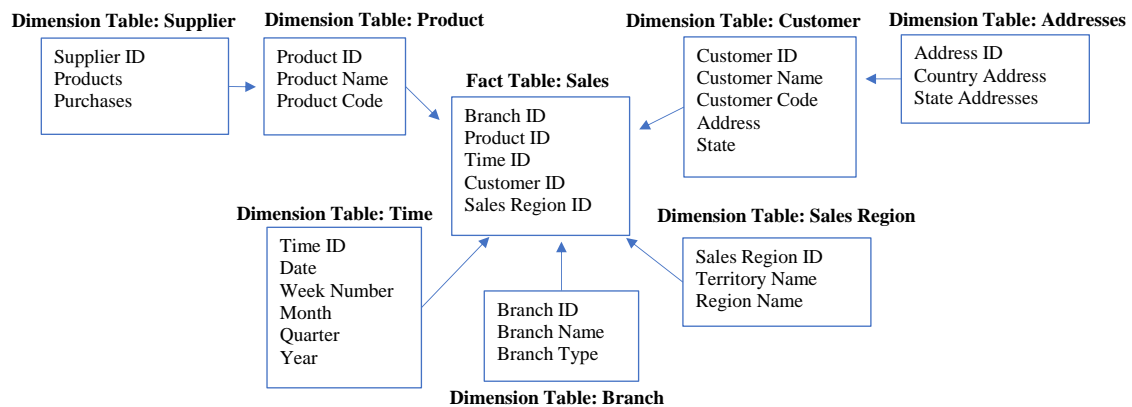 Dimension Table: Supplier
Supplier ID
Products
Purchases
Dimension Table: Product
Product ID
Product Name
Product Code
Fact Table: Sales
Branch ID
Product ID
Time ID
Customer ID
Sales Region ID
Dimension Table: Customer
Customer ID
Customer Name
Customer Code
Address
State
Dimension Table: Addresses
Address ID
Country Address
State Addresses
Dimension Table: Time
Time ID
Date
Week Number
Month
Quarter
Year
Branch ID
Branch Name
Branch Type
Dimension Table: Branch
Dimension Table: Sales Region
Sales Region ID
Territory Name
Region Name